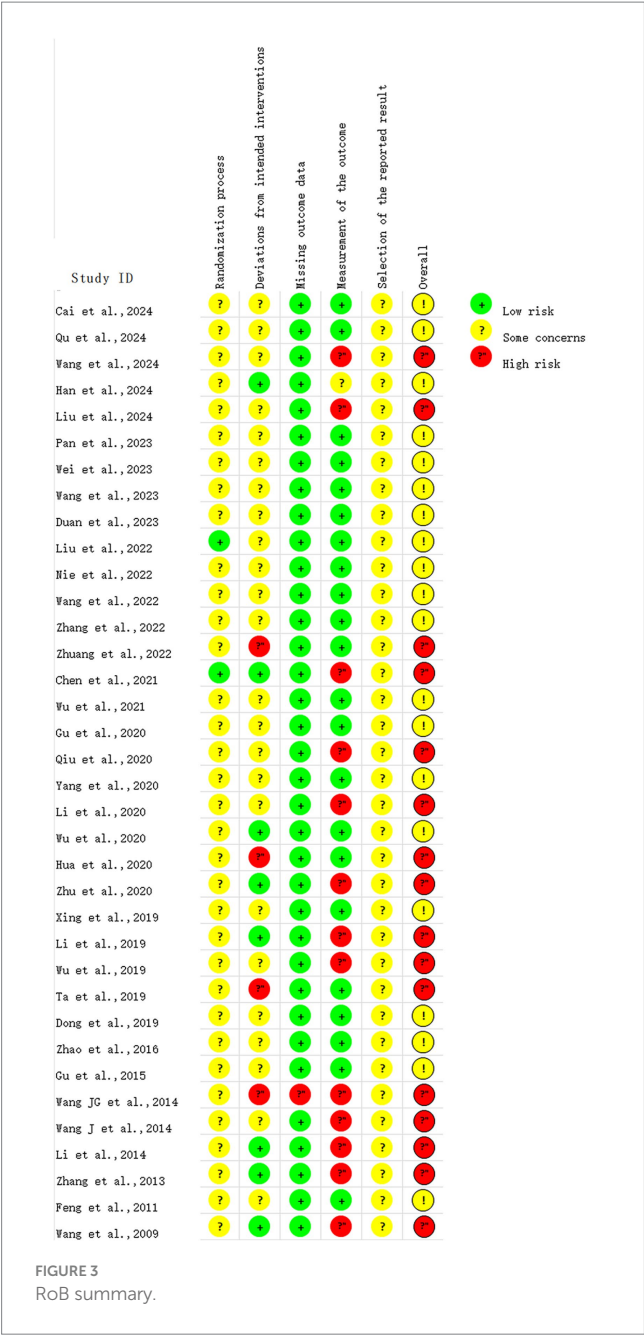 Randomization process
Deviations from intended interventions
Missing outcome data
Measurement of the outcome
Selection of the reported result
Overall
Study ID
Cai et al.,2024 ? ? + + ? !
Qu et al.,2024 ? ? + + ? !
Wang et al.,2024 ? ? + ?" ? ?"
Han et al.,2024 ? + + ? ? !
Liu et al.,2024 ? ? + ?" ? ?"
Pan et al.,2023 ? ? + + ? !
Wei et al.,2023 ? ? + + ? !
Wang et al.,2023 ? ? + + ? !
Duan et al.,2023 ? ? + + ? !
Liu et al.,2022 + ? + + ? !
Nie et al.,2022 ? ? + + ? !
Wang et al.,2022 ? ? + + ? !
Zhang et al.,2022 ? ? + + ? !
Zhuang et al.,2022 ? ?" + + ? ?"
Chen et al.,2021 + + + ?" ? ?"
Wu et al.,2021 ? ? + + ? !
Gu et al.,2020 ? ? + + ? !
Qiu et al.,2020 ? ? + ?" ? ?"
Yang et al.,2020 ? ? + + ? !
Li et al.,2020 ? ? + ?" ? ?"
Wu et al.,2020 ? + + + ? !
Hua et al.,2020 ? ?" + + ? ?"
Zhu et al.,2020 ? + + ?" ? ?"
Xing et al.,2019 ? ? + + ? !
Li et al.,2019 ? + + ?" ? ?"
Wu et al.,2019 ? ? + ?" ? ?"
Ta et al.,2019 ? ?" + + ? ?"
Dong et al.,2019 ? ? + + ? !
Zhao et al.,2016 ? ? + + ? !
Gu et al.,2015 ? ? + + ? !
Wang JG et al.,2014 ? ?" ?" ?" ? ?"
Wang J et al.,2014 ? ? + ?" ? ?"
Li et al.,2014 ? + + ?" ? ?"
Zhang et al.,2013 ? + + ?" ? ?"
Feng et al.,2011 ? ? + + ? !
Wang et al.,2009 ? + + ?" ? ?"
+ Low risk
? Some concerns
?" High risk
FIGURE 3
RoB summary.